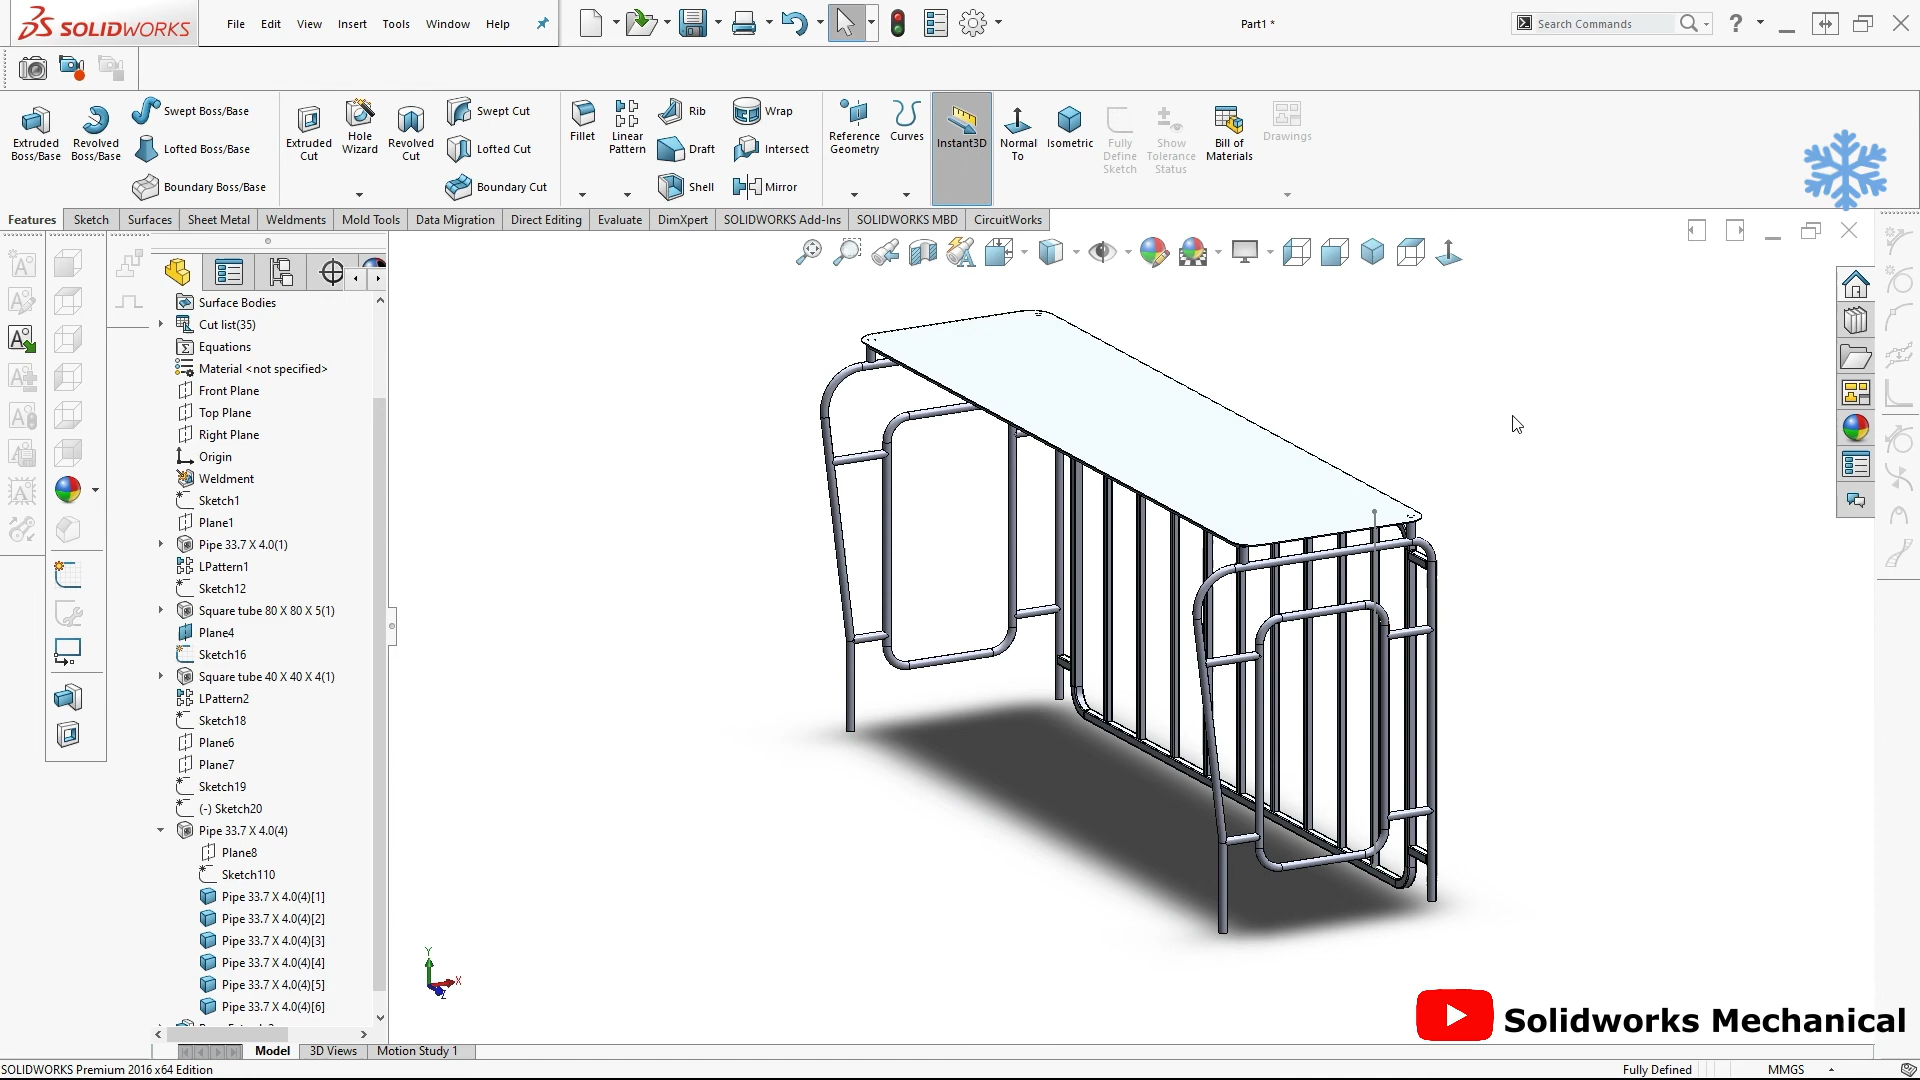 SOLIDWORKS
File Edit View Insert Tools Window Help
Part1 *
Search Commands
?
Extruded Boss/Base
Revolved Boss/Base
Swept Boss/Base
Lofted Boss/Base
Boundary Boss/Base
Extruded Cut
Hole Wizard
Revolved Cut
Swept Cut
Lofted Cut
Boundary Cut
Fillet
Linear Pattern
Rib
Draft
Shell
Wrap
Intersect
Mirror
Reference Geometry
Curves
Instant3D
Normal To
Isometric
Fully Define Sketch
Show Tolerance Status
Bill of Materials
Drawings
Features Sketch Surfaces Sheet Metal Weldments Mold Tools Data Migration Direct Editing Evaluate DimXpert SOLIDWORKS Add-Ins SOLIDWORKS MBD CircuitWorks
Surface Bodies
Cut list(35)
Equations
Material <not specified>
Front Plane
Top Plane
Right Plane
Origin
Weldment
Sketch1
Plane1
Pipe 33.7 X 4.0(1)
LPattern1
Sketch12
Square tube 80 X 80 X 5(1)
Plane4
Sketch16
Square tube 40 X 40 X 4(1)
LPattern2
Sketch18
Plane6
Plane7
Sketch19
(-) Sketch20
Pipe 33.7 X 4.0(4)
Plane8
Sketch110
Pipe 33.7 X 4.0(4)[1]
Pipe 33.7 X 4.0(4)[2]
Pipe 33.7 X 4.0(4)[3]
Pipe 33.7 X 4.0(4)[4]
Pipe 33.7 X 4.0(4)[5]
Pipe 33.7 X 4.0(4)[6]
Y
X
Z
Solidworks Mechanical
Model 3D Views Motion Study 1
SOLIDWORKS Premium 2016 x64 Edition
Fully Defined
MMGS